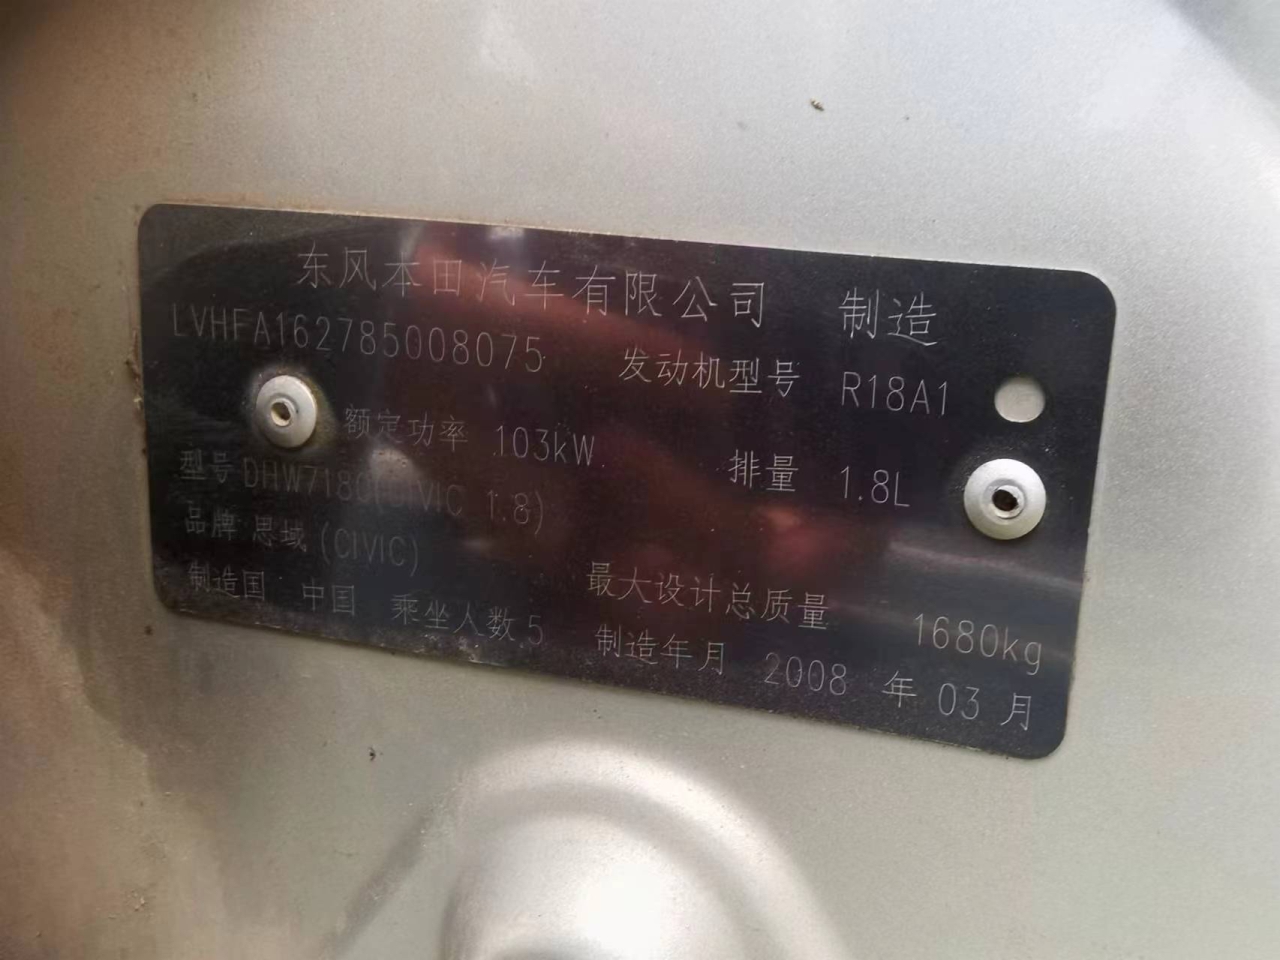 东风本田汽车有限公司 制造
LVHFA162785008075 发动机型号 R18A1
额定功率 103kW 排量 1.8L
型号 DHW7180(CIVIC 1.8)
品牌 思域 (CIVIC) 最大设计总质量 1680kg
制造国 中国 乘坐人数 5 制造年月 2008 年 03 月